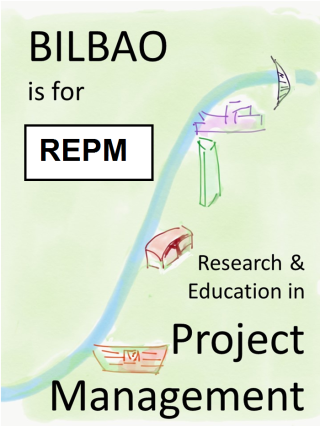 BILBAO
is for
REPM
Research &
Education in
Project
Management